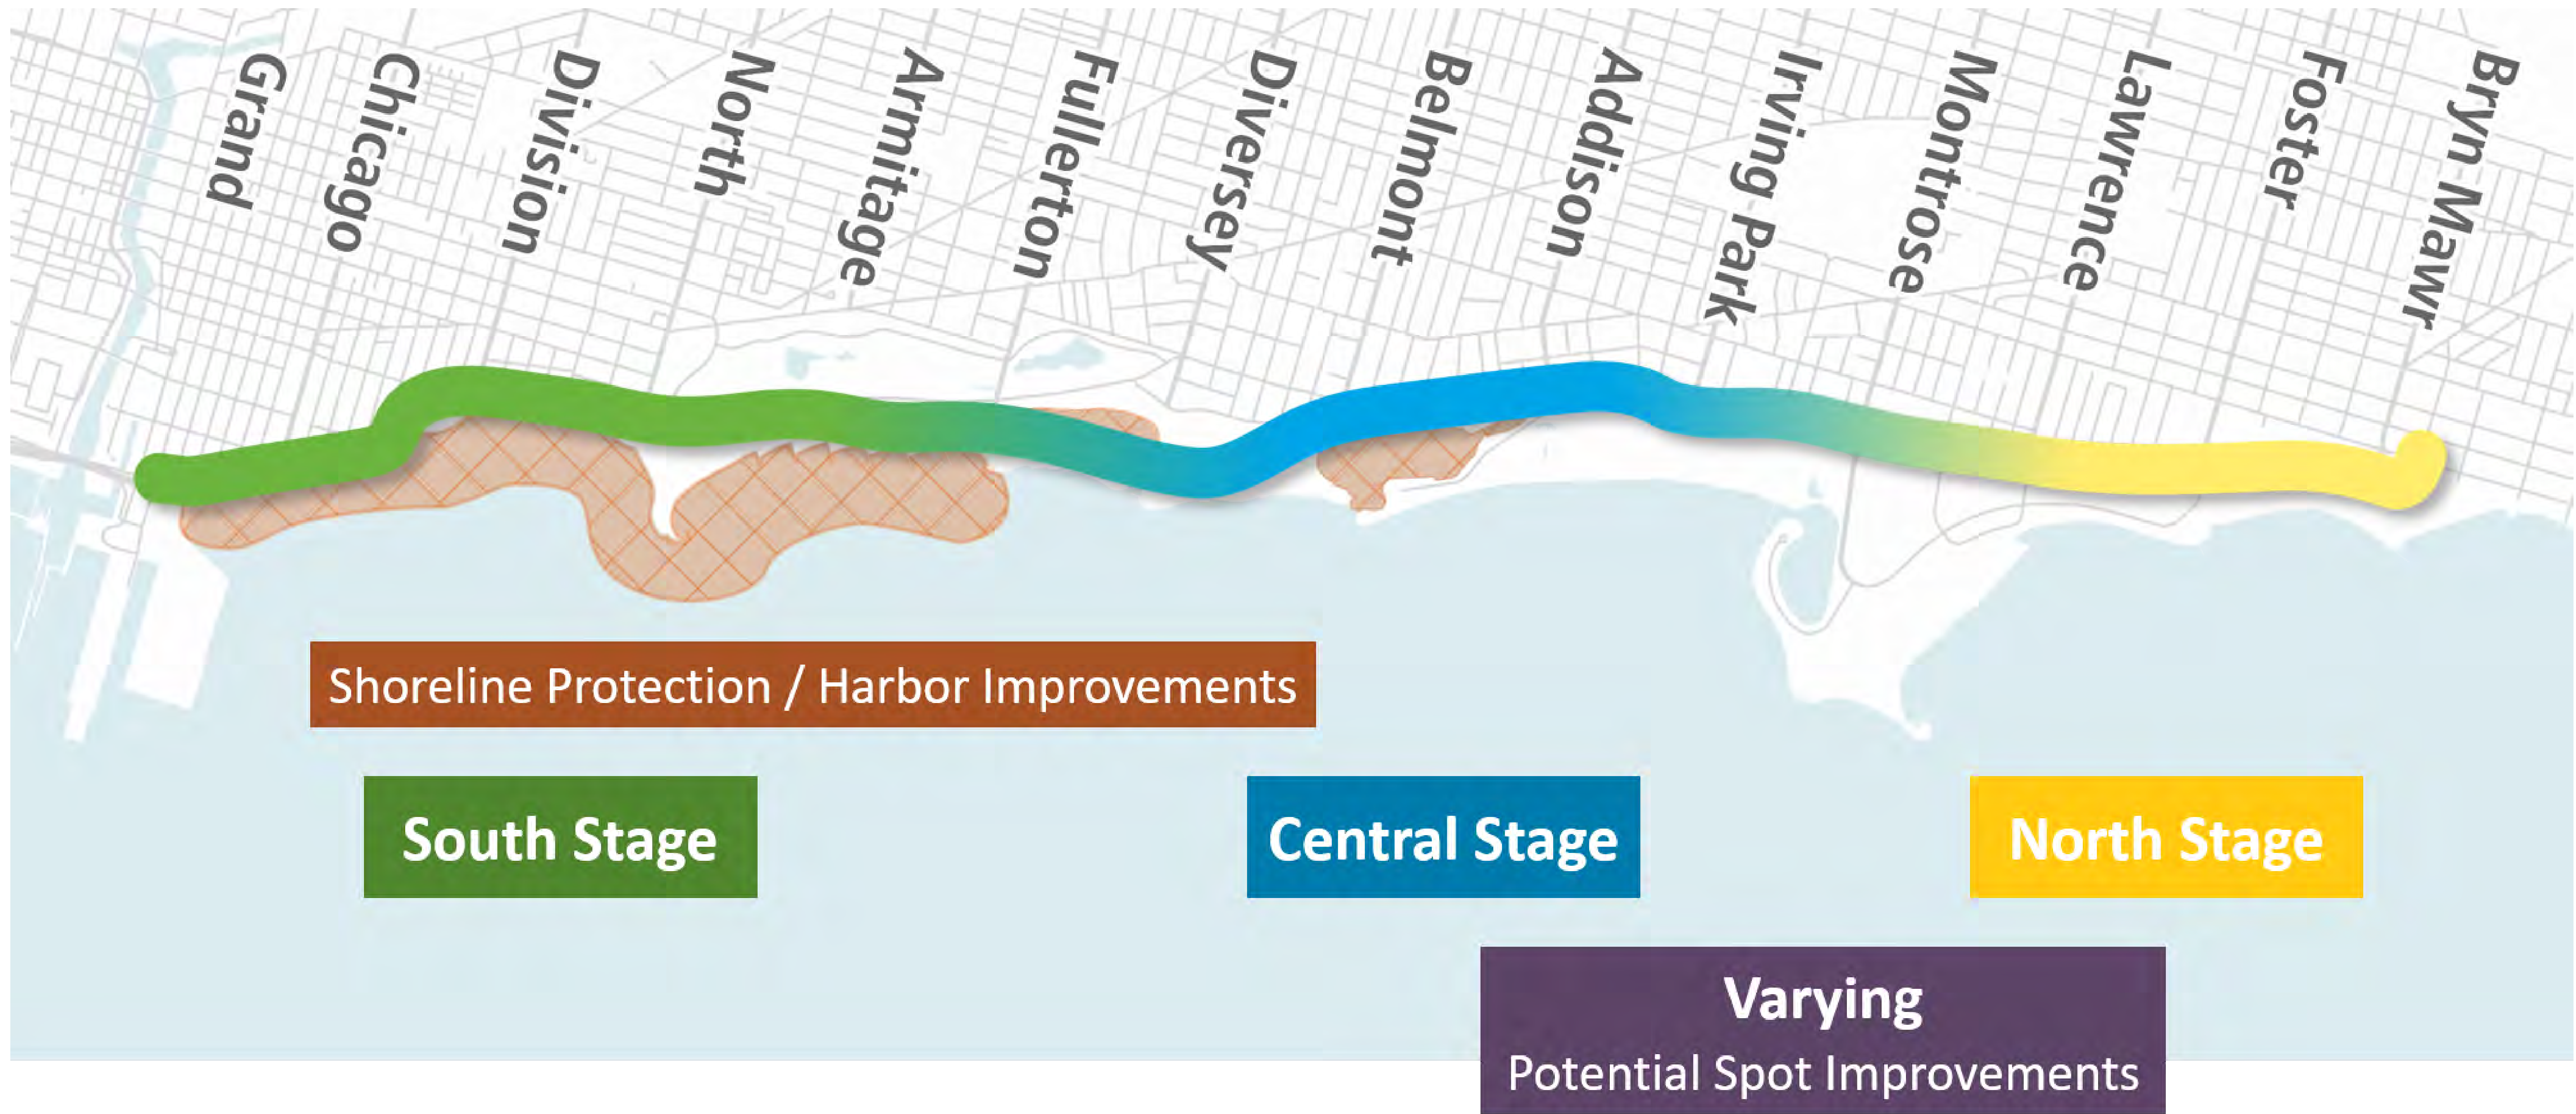 Grand
Chicago
Division
North
Armitage
Fullerton
Diversey
Belmont
Addison
Irving Park
Montrose
Lawrence
Foster
Bryn Mawr
Shoreline Protection / Harbor Improvements
South Stage
Central Stage
North Stage
Varying
Potential Spot Improvements